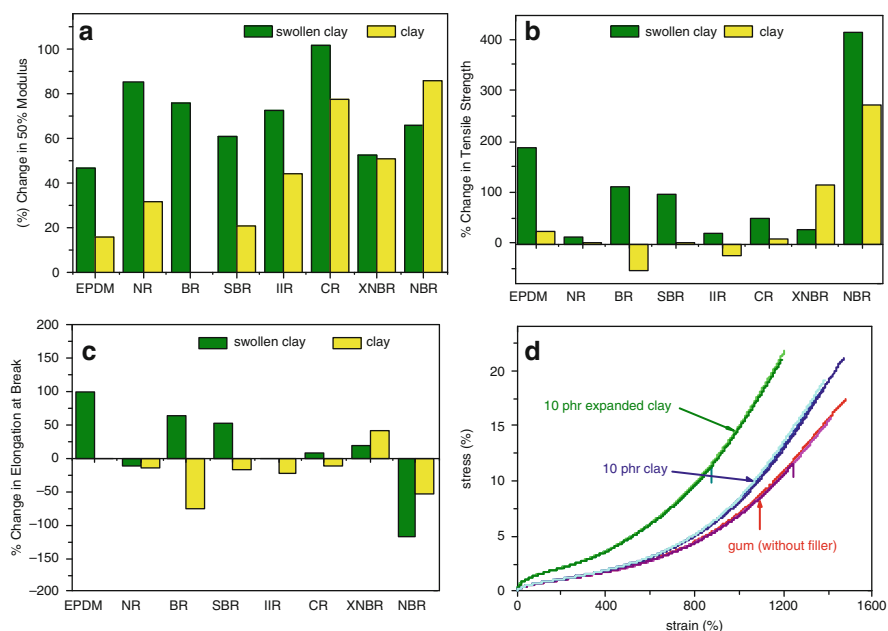 a
swollen clay
clay
(%) Change in 50% Modulus
100
80
60
40
20
0
EPDM NR BR SBR IIR CR XNBR NBR
b
swollen clay
clay
% Change in Tensile Strength
400
300
200
100
0
EPDM NR BR SBR IIR CR XNBR NBR
c
swollen clay
clay
% Change in Elongation at Break
200
150
100
50
0
−50
−100
−150
−200
EPDM NR BR SBR IIR CR XNBR NBR
d
10 phr expanded clay
10 phr clay
gum (without filler)
stress (%)
20
15
10
5
0
0 400 800 1200 1600
strain (%)